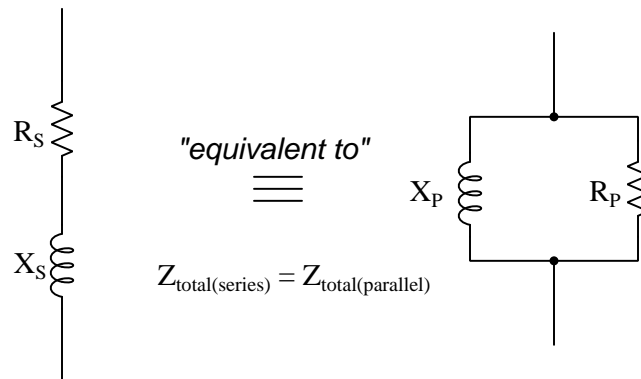 R_S
"equivalent to"
X_P
R_P
X_S
Z_total(series) = Z_total(parallel)